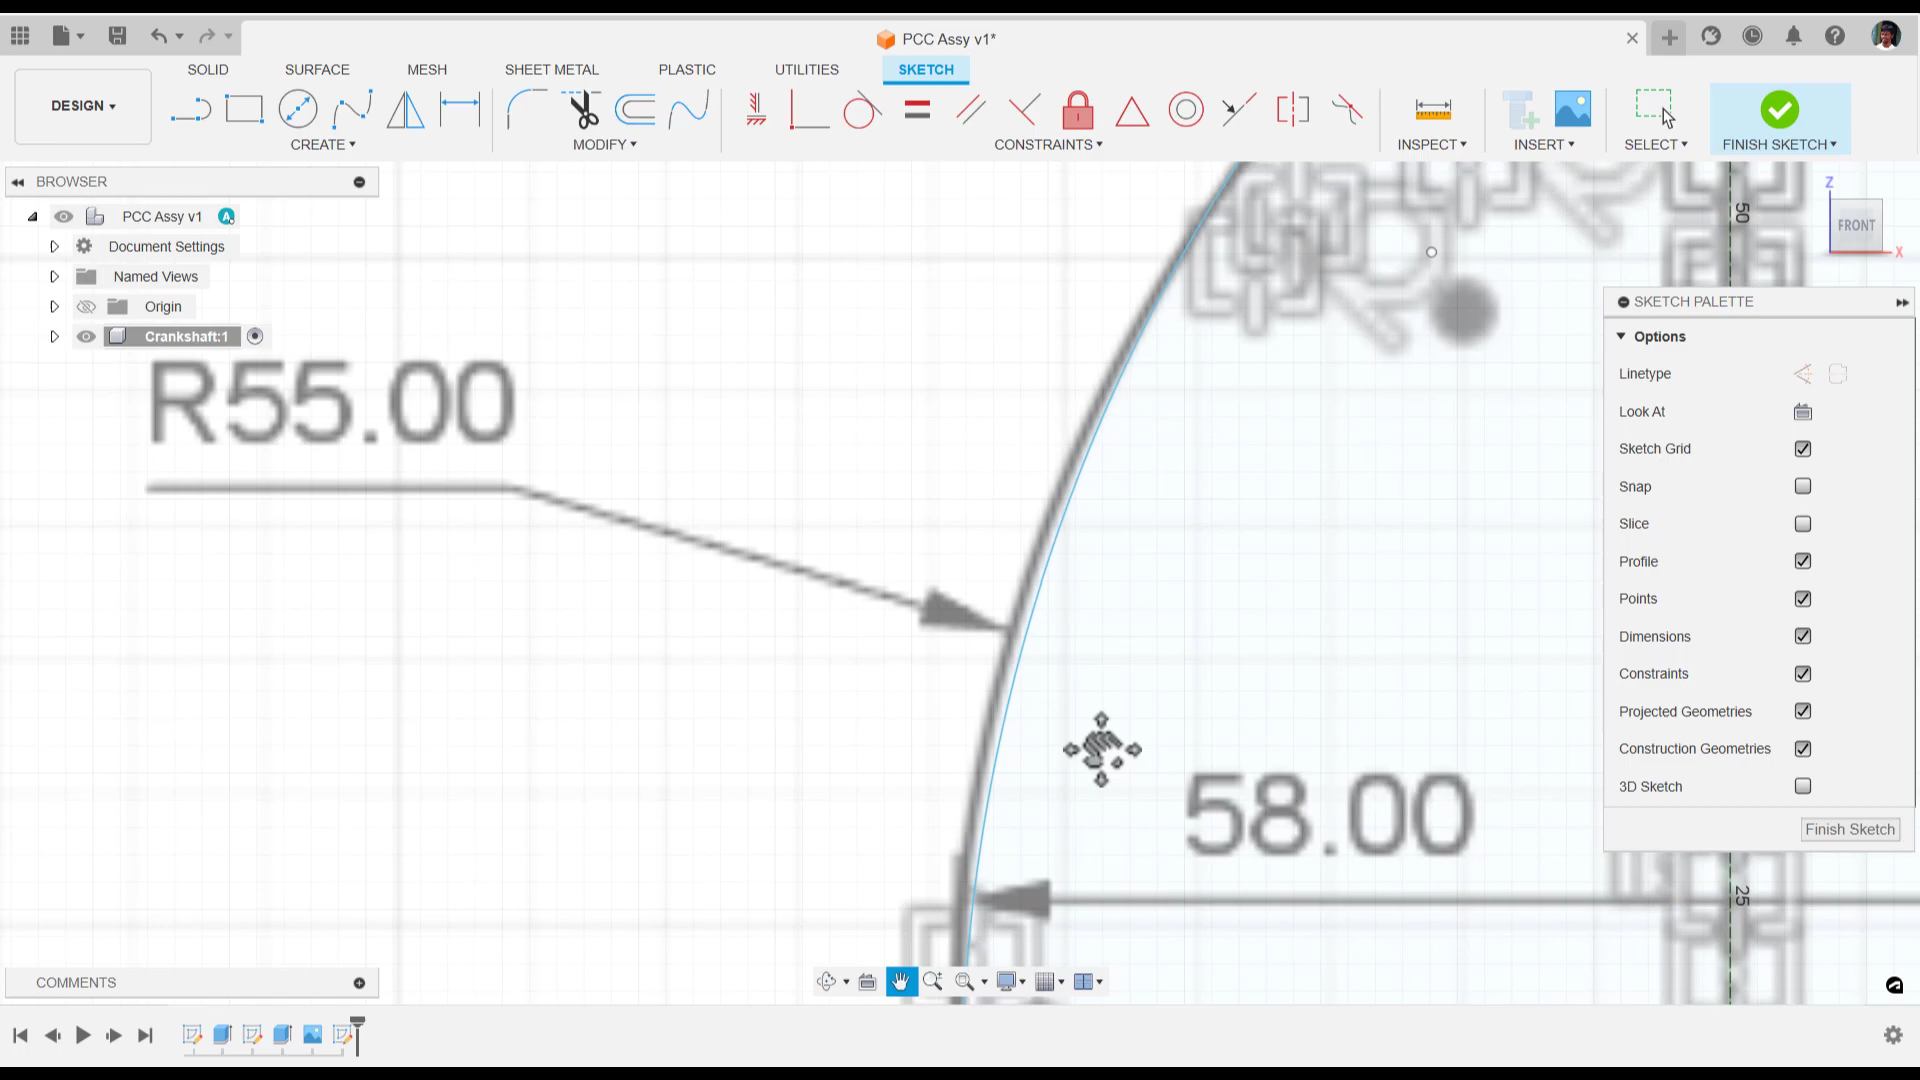 PCC Assy v1*
SOLID SURFACE MESH SHEET METAL PLASTIC UTILITIES SKETCH
DESIGN
CREATE MODIFY CONSTRAINTS INSPECT INSERT SELECT FINISH SKETCH
BROWSER
PCC Assy v1
Document Settings
Named Views
Origin
Crankshaft:1
R55.00
58.00
50
25
Z
FRONT
X
SKETCH PALETTE
Options
Linetype
Look At
Sketch Grid
Snap
Slice
Profile
Points
Dimensions
Constraints
Projected Geometries
Construction Geometries
3D Sketch
Finish Sketch
COMMENTS